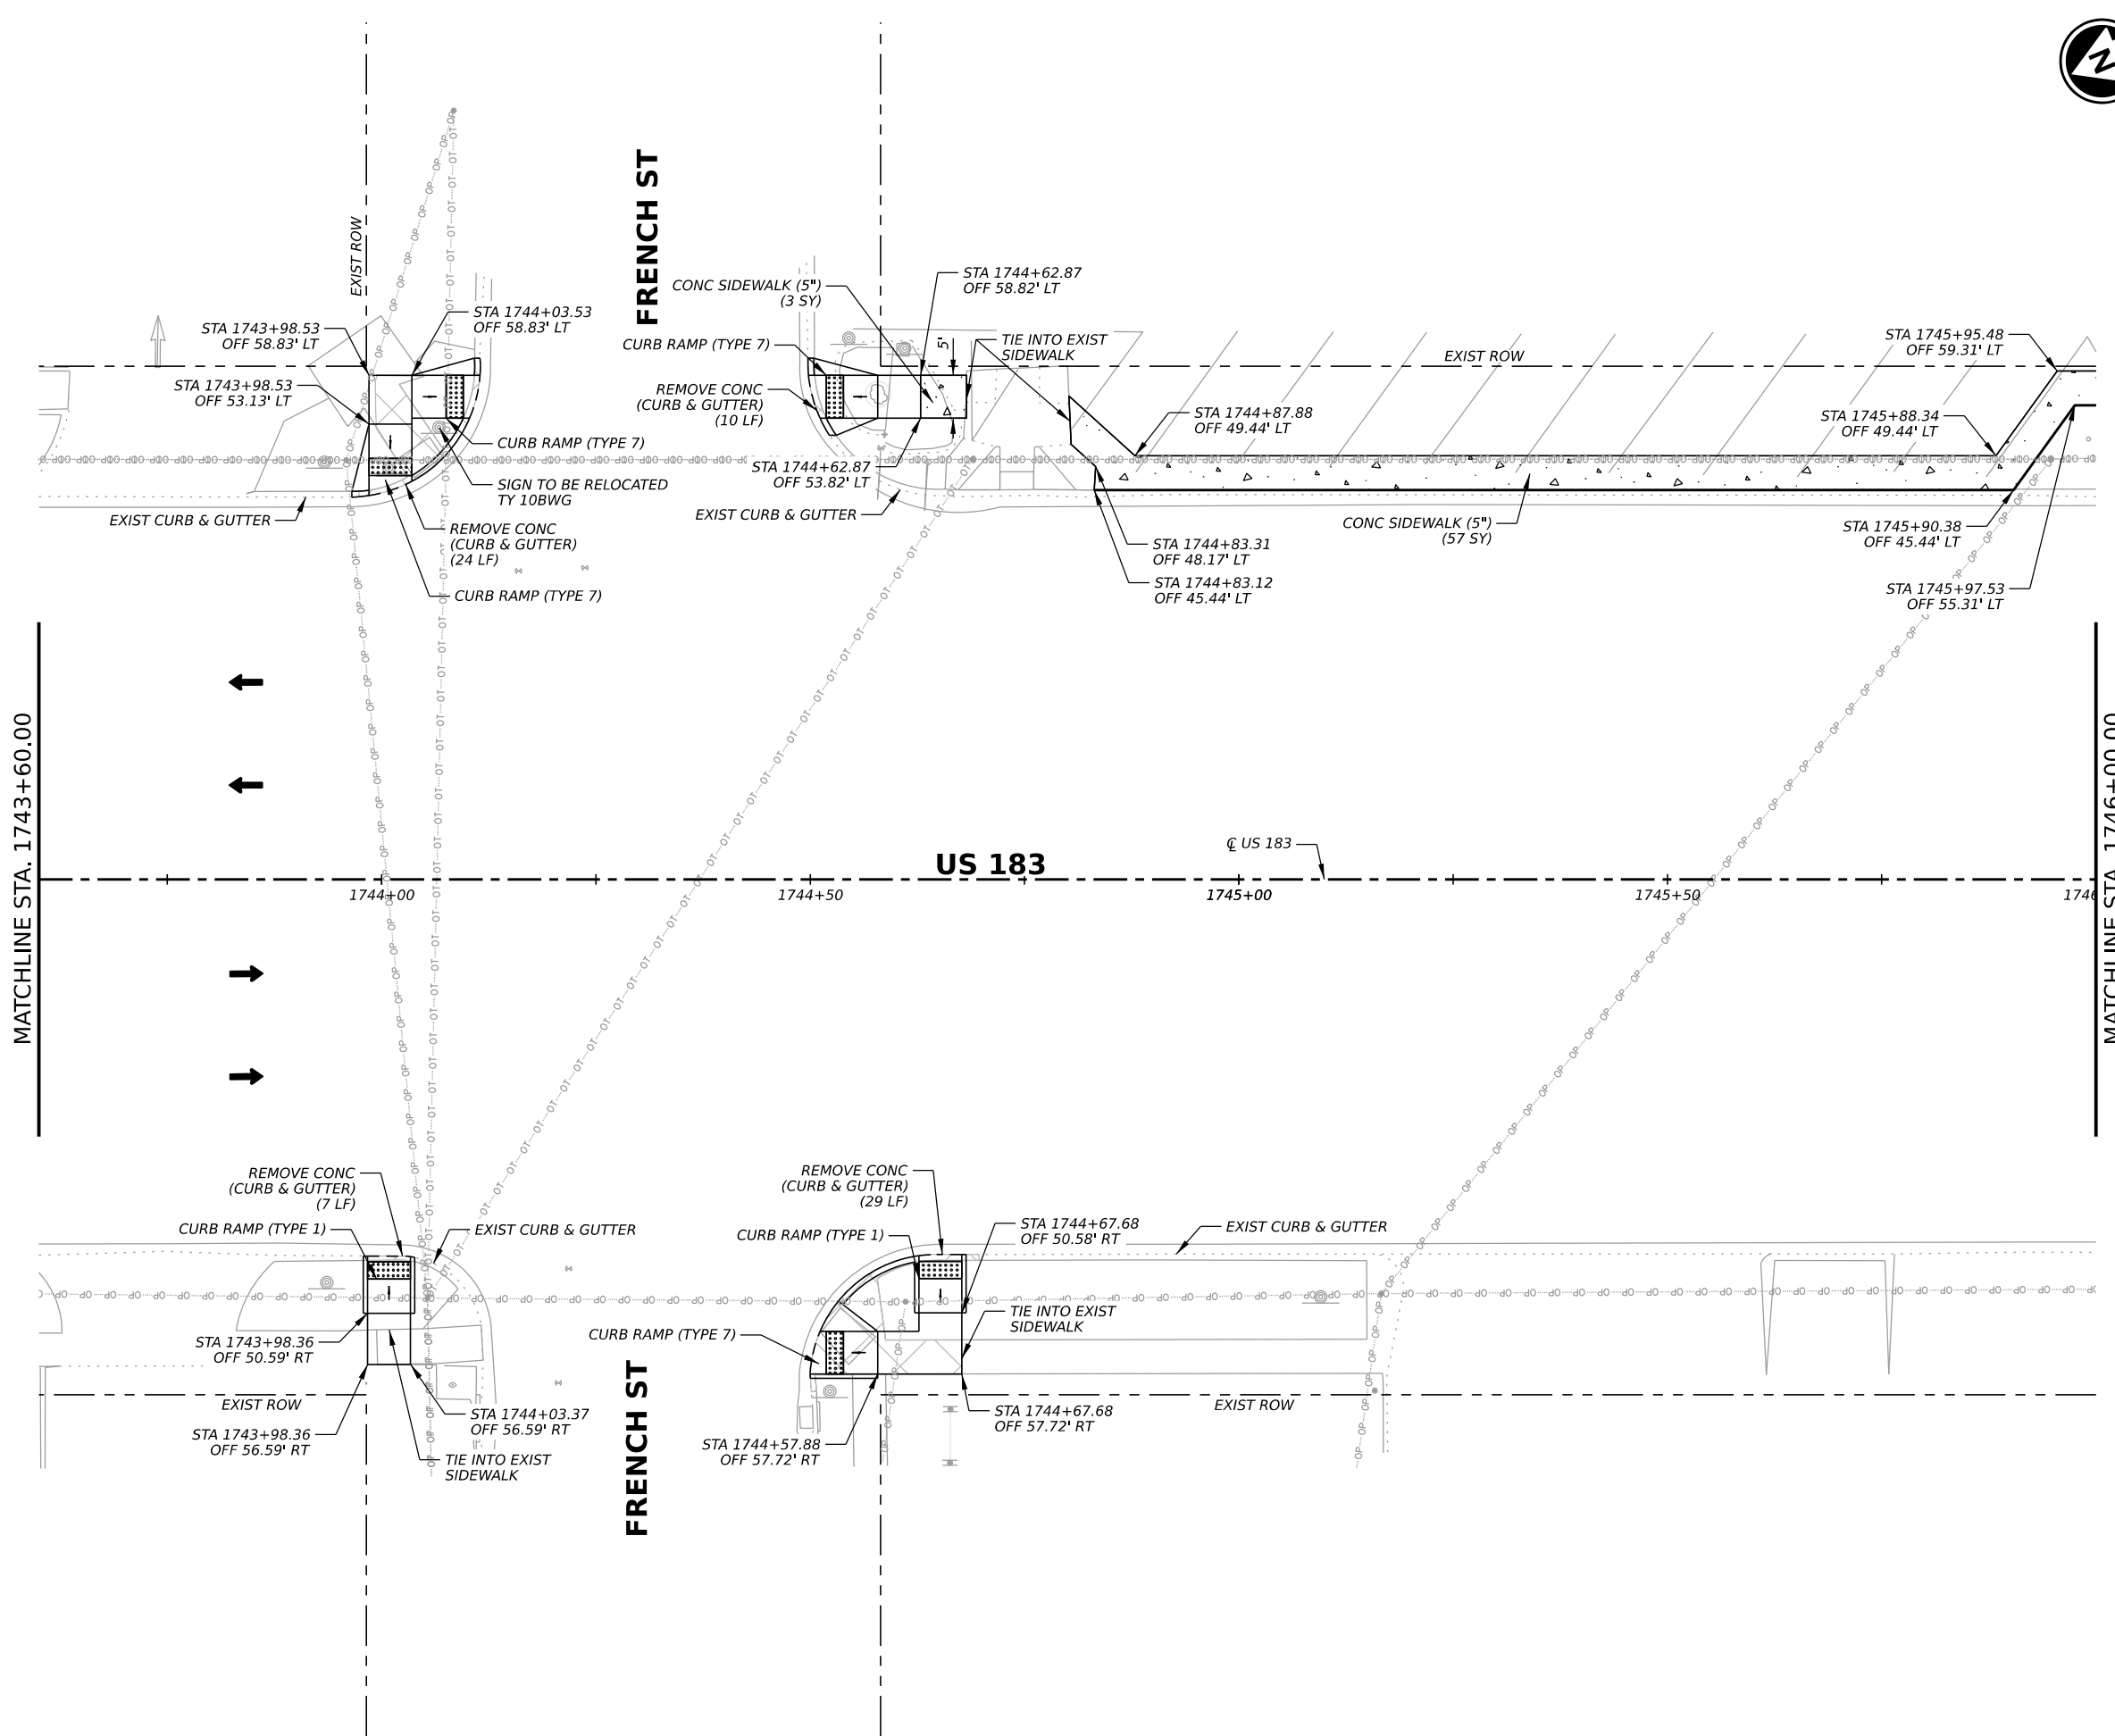 N
EXIST ROW
FRENCH ST
STA 1743+98.53
OFF 58.83' LT
STA 1743+98.53
OFF 53.13' LT
STA 1744+03.53
OFF 58.83' LT
CURB RAMP (TYPE 7)
SIGN TO BE RELOCATED
TY 10BWG
REMOVE CONC
(CURB & GUTTER)
(24 LF)
CURB RAMP (TYPE 7)
EXIST CURB & GUTTER
CONC SIDEWALK (5")
(3 SY)
STA 1744+62.87
OFF 58.82' LT
CURB RAMP (TYPE 7)
5'
TIE INTO EXIST
SIDEWALK
REMOVE CONC
(CURB & GUTTER)
(10 LF)
STA 1744+62.87
OFF 53.82' LT
EXIST CURB & GUTTER
STA 1744+87.88
OFF 49.44' LT
EXIST ROW
STA 1745+95.48
OFF 59.31' LT
STA 1745+88.34
OFF 49.44' LT
CONC SIDEWALK (5")
(57 SY)
STA 1744+83.31
OFF 48.17' LT
STA 1744+83.12
OFF 45.44' LT
STA 1745+90.38
OFF 45.44' LT
STA 1745+97.53
OFF 55.31' LT
MATCHLINE STA. 1743+60.00
MATCHLINE STA. 1746+00.00
US 183
℄ US 183
1744+00
1744+50
1745+00
1745+50
1746
REMOVE CONC
(CURB & GUTTER)
(7 LF)
CURB RAMP (TYPE 1)
EXIST CURB & GUTTER
STA 1743+98.36
OFF 50.59' RT
EXIST ROW
STA 1743+98.36
OFF 56.59' RT
STA 1744+03.37
OFF 56.59' RT
TIE INTO EXIST
SIDEWALK
FRENCH ST
REMOVE CONC
(CURB & GUTTER)
(29 LF)
CURB RAMP (TYPE 1)
STA 1744+67.68
OFF 50.58' RT
EXIST CURB & GUTTER
TIE INTO EXIST
SIDEWALK
CURB RAMP (TYPE 7)
STA 1744+57.88
OFF 57.72' RT
STA 1744+67.68
OFF 57.72' RT
EXIST ROW
OP
OT